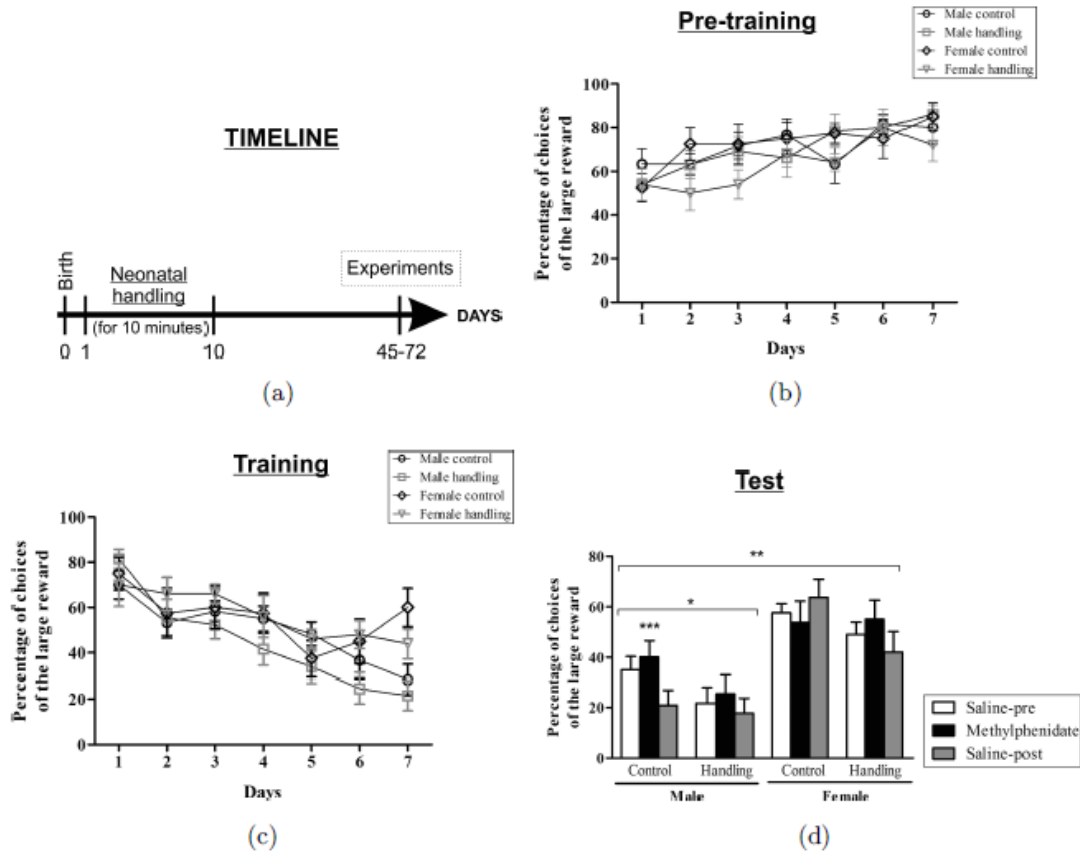 TIMELINE
Birth
Neonatal
handling
(for 10 minutes)
Experiments
DAYS
0 1 10 45-72
(a)
Pre-training
Male control
Male handling
Female control
Female handling
Percentage of choices
of the large reward
100
80
60
40
20
0
1 2 3 4 5 6 7
Days
(b)
Training
Male control
Male handling
Female control
Female handling
Percentage of choices
of the large reward
100
80
60
40
20
0
1 2 3 4 5 6 7
Days
(c)
Test
Percentage of choices
of the large reward
80
60
40
20
0
**
*
***
Control Handling Control Handling
Male Female
Saline-pre
Methylphenidate
Saline-post
(d)